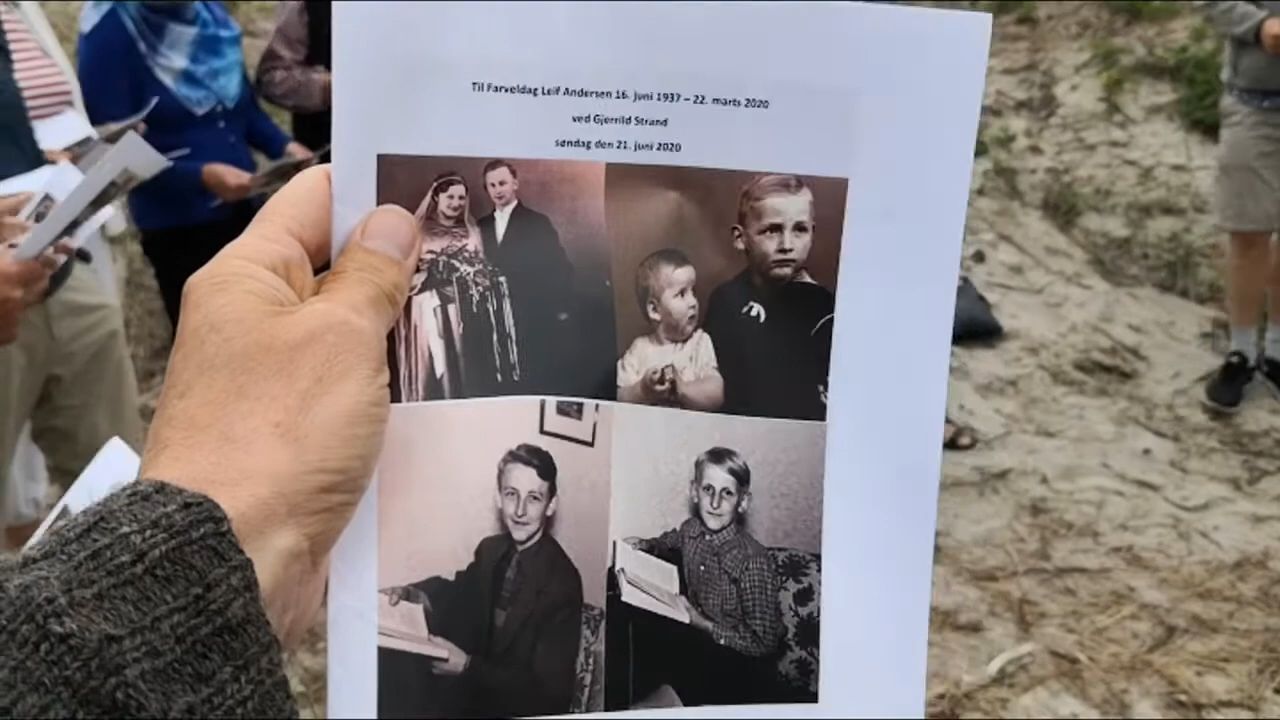 Til Farveldag Leif Andersen 16. juni 1937 – 22. marts 2020
ved Gjerrild Strand
søndag den 21. juni 2020